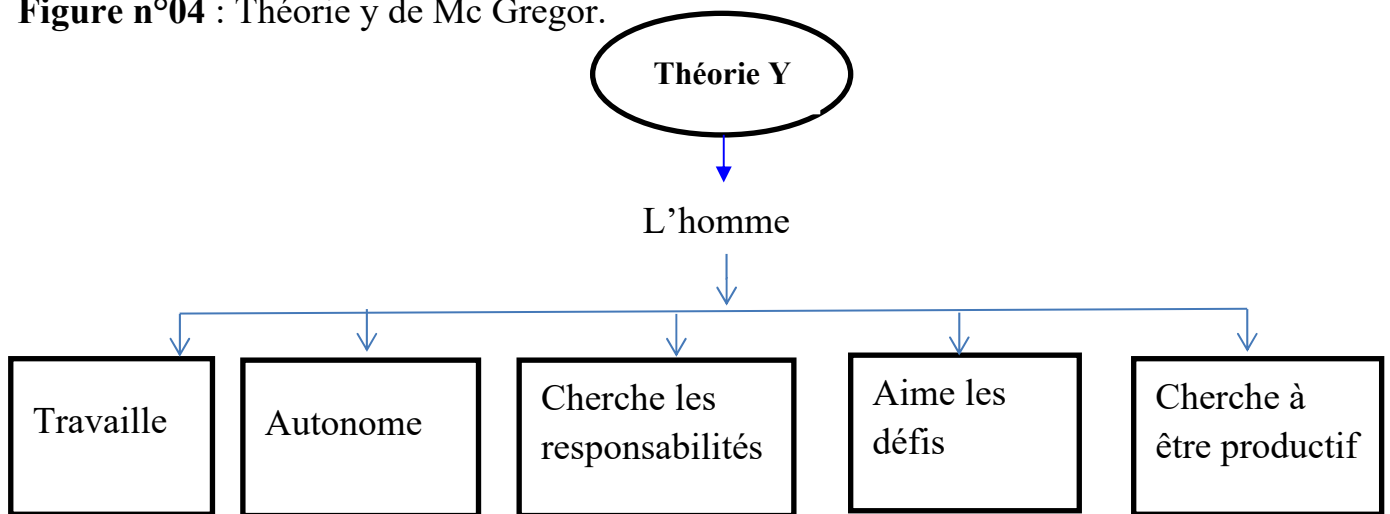 Figure n°04 : Théorie y de Mc Gregor.
Théorie Y
L’homme
Travaille
Autonome
Cherche les
responsabilités
Aime les
défis
Cherche à
être productif